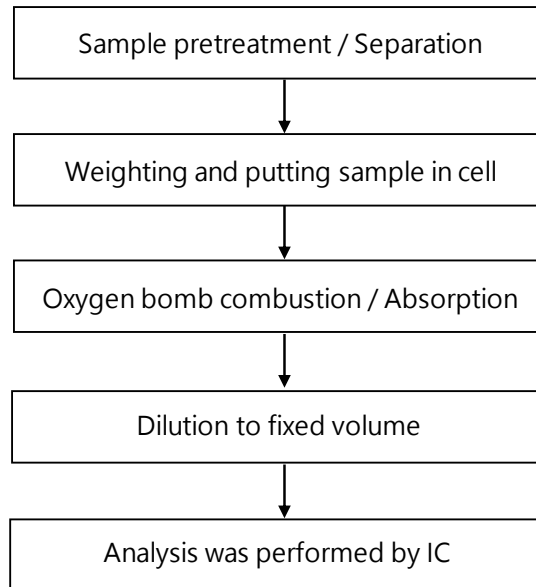 Sample pretreatment / Separation
Weighting and putting sample in cell
Oxygen bomb combustion / Absorption
Dilution to fixed volume
Analysis was performed by IC